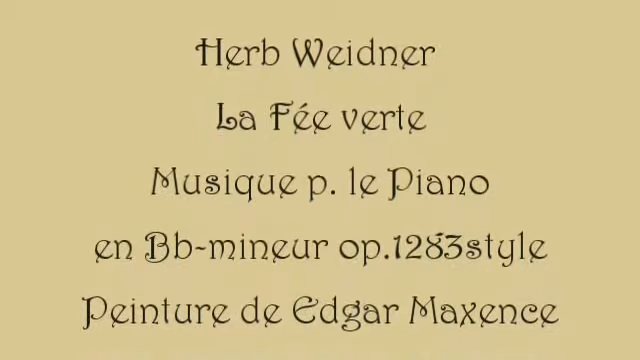 Herb Weidner
La Fée verte
Musique p. le Piano
en Bb-mineur op.1283style
Peinture de Edgar Maxence